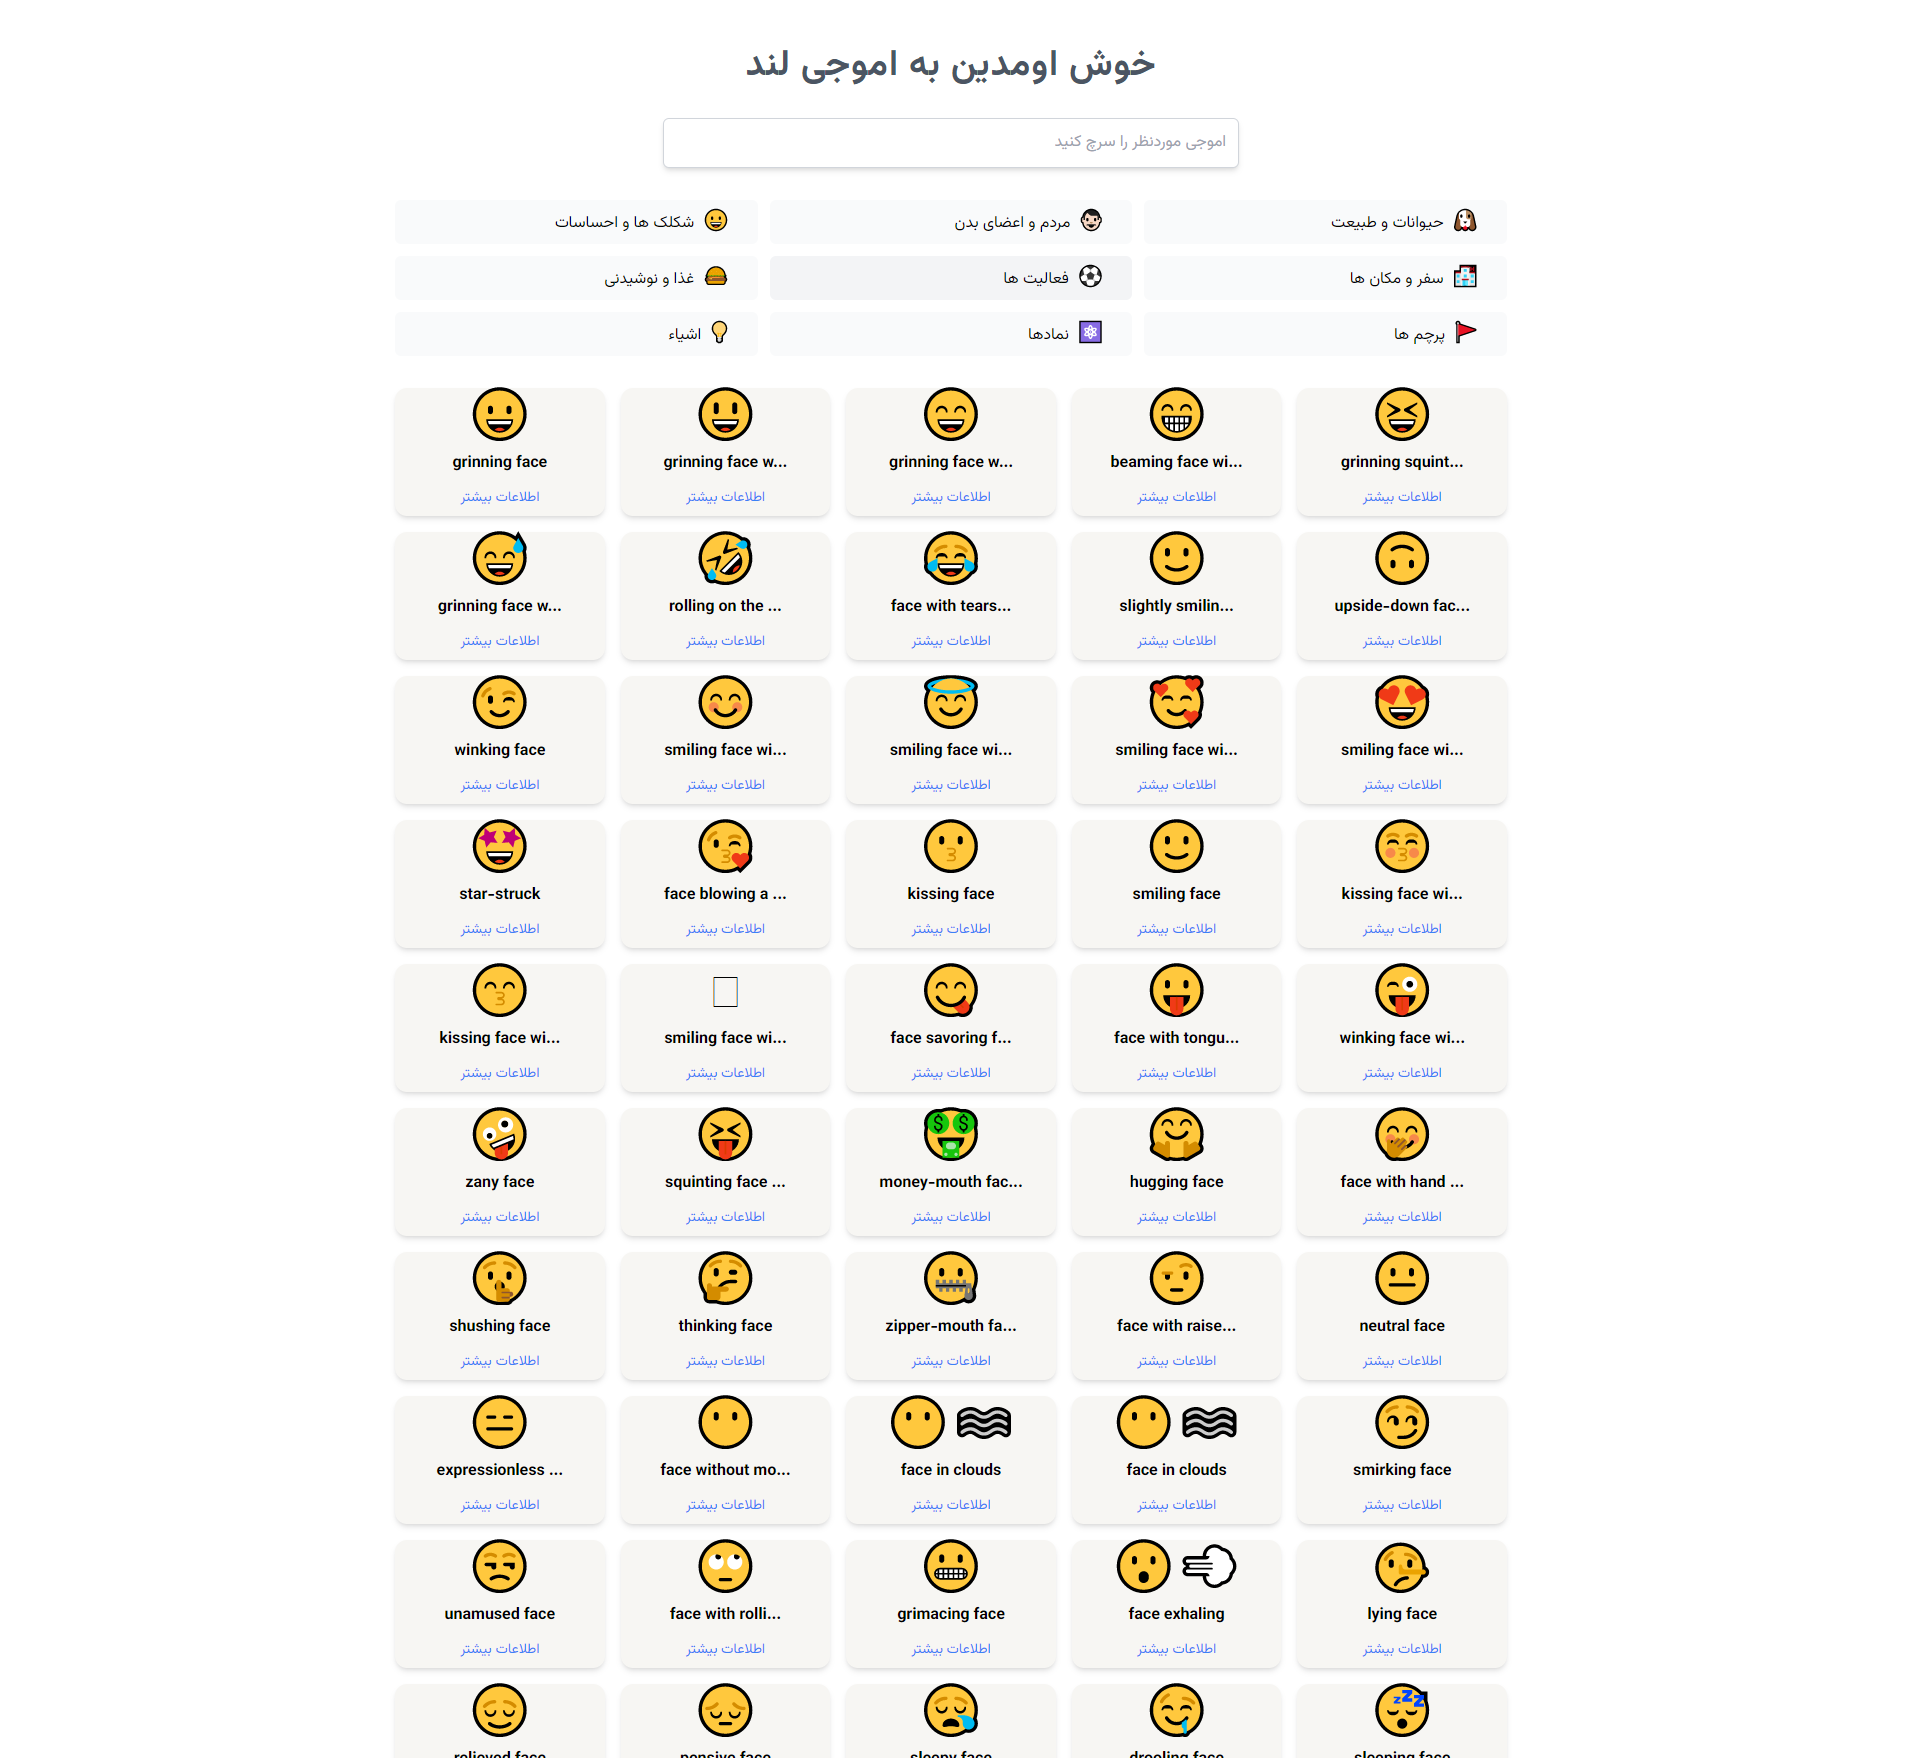 خوش اومدین به اموجی لند
اموجی موردنظر را سرچ کنید
حیوانات و طبیعت
مردم و اعضای بدن
شکلک ها و احساسات
سفر و مکان ها
فعالیت ها
غذا و نوشیدنی
پرچم ها
نمادها
اشیاء
grinning face
grinning face w...
grinning face w...
beaming face wi...
grinning squint...
اطلاعات بیشتر
اطلاعات بیشتر
اطلاعات بیشتر
اطلاعات بیشتر
اطلاعات بیشتر
grinning face w...
rolling on the ...
face with tears...
slightly smilin...
upside-down fac...
اطلاعات بیشتر
اطلاعات بیشتر
اطلاعات بیشتر
اطلاعات بیشتر
اطلاعات بیشتر
winking face
smiling face wi...
smiling face wi...
smiling face wi...
smiling face wi...
اطلاعات بیشتر
اطلاعات بیشتر
اطلاعات بیشتر
اطلاعات بیشتر
اطلاعات بیشتر
star-struck
face blowing a ...
kissing face
smiling face
kissing face wi...
اطلاعات بیشتر
اطلاعات بیشتر
اطلاعات بیشتر
اطلاعات بیشتر
اطلاعات بیشتر
kissing face wi...
smiling face wi...
face savoring f...
face with tongu...
winking face wi...
اطلاعات بیشتر
اطلاعات بیشتر
اطلاعات بیشتر
اطلاعات بیشتر
اطلاعات بیشتر
zany face
squinting face ...
money-mouth fac...
hugging face
face with hand ...
اطلاعات بیشتر
اطلاعات بیشتر
اطلاعات بیشتر
اطلاعات بیشتر
اطلاعات بیشتر
shushing face
thinking face
zipper-mouth fa...
face with raise...
neutral face
اطلاعات بیشتر
اطلاعات بیشتر
اطلاعات بیشتر
اطلاعات بیشتر
اطلاعات بیشتر
expressionless ...
face without mo...
face in clouds
face in clouds
smirking face
اطلاعات بیشتر
اطلاعات بیشتر
اطلاعات بیشتر
اطلاعات بیشتر
اطلاعات بیشتر
unamused face
face with rolli...
grimacing face
face exhaling
lying face
اطلاعات بیشتر
اطلاعات بیشتر
اطلاعات بیشتر
اطلاعات بیشتر
اطلاعات بیشتر
relieved face
pensive face
sleepy face
drooling face
sleeping face